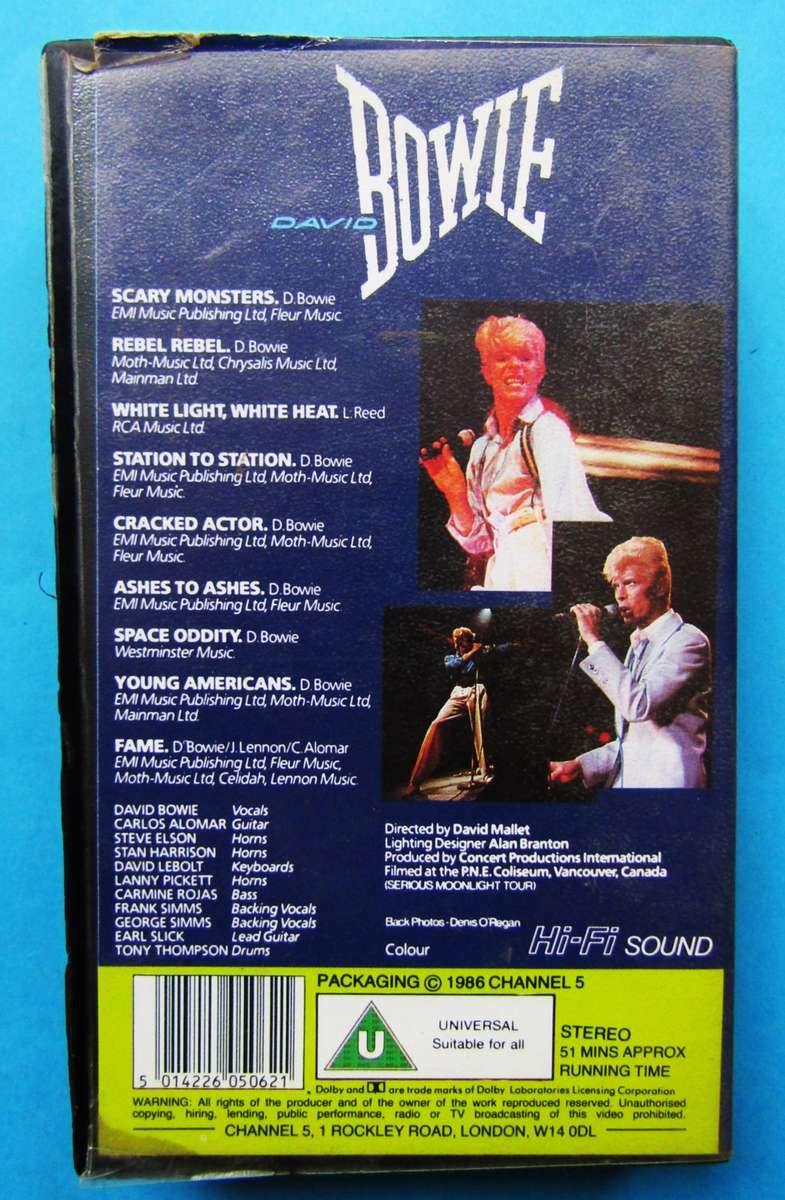 DAVID BOWIE
SCARY MONSTERS. D.Bowie
EMI Music Publishing Ltd, Fleur Music.
REBEL REBEL. D.Bowie
Moth-Music Ltd, Chrysalis Music Ltd,
Mainman Ltd.
WHITE LIGHT, WHITE HEAT. L.Reed
RCA Music Ltd.
STATION TO STATION. D.Bowie
EMI Music Publishing Ltd, Moth-Music Ltd,
Fleur Music.
CRACKED ACTOR. D.Bowie
EMI Music Publishing Ltd, Moth-Music Ltd,
Fleur Music.
ASHES TO ASHES. D.Bowie
EMI Music Publishing Ltd, Fleur Music.
SPACE ODDITY. D.Bowie
Westminster Music.
YOUNG AMERICANS. D.Bowie
EMI Music Publishing Ltd, Moth-Music Ltd,
Mainman Ltd.
FAME. D.Bowie/J.Lennon/C.Alomar
EMI Music Publishing Ltd, Fleur Music,
Moth-Music Ltd, Celidah, Lennon Music.
DAVID BOWIE Vocals
CARLOS ALOMAR Guitar
STEVE ELSON Horns
STAN HARRISON Horns
DAVID LEBOLT Keyboards
LANNY PICKETT Horns
CARMINE ROJAS Bass
FRANK SIMMS Backing Vocals
GEORGE SIMMS Backing Vocals
EARL SLICK Lead Guitar
TONY THOMPSON Drums
Directed by David Mallet
Lighting Designer Alan Branton
Produced by Concert Productions International
Filmed at the P.N.E. Coliseum, Vancouver, Canada
(SERIOUS MOONLIGHT TOUR)
Back Photos - Denis O'Regan
Colour
Hi-Fi SOUND
PACKAGING © 1986 CHANNEL 5
U
UNIVERSAL
Suitable for all
STEREO
51 MINS APPROX
RUNNING TIME
5 014226 050621
Dolby and are trade marks of Dolby Laboratories Licensing Corporation
WARNING: All rights of the producer and of the owner of the work reproduced reserved. Unauthorised
copying, hiring, lending, public performance, radio or TV broadcasting of this video prohibited.
CHANNEL 5, 1 ROCKLEY ROAD, LONDON, W14 0DL